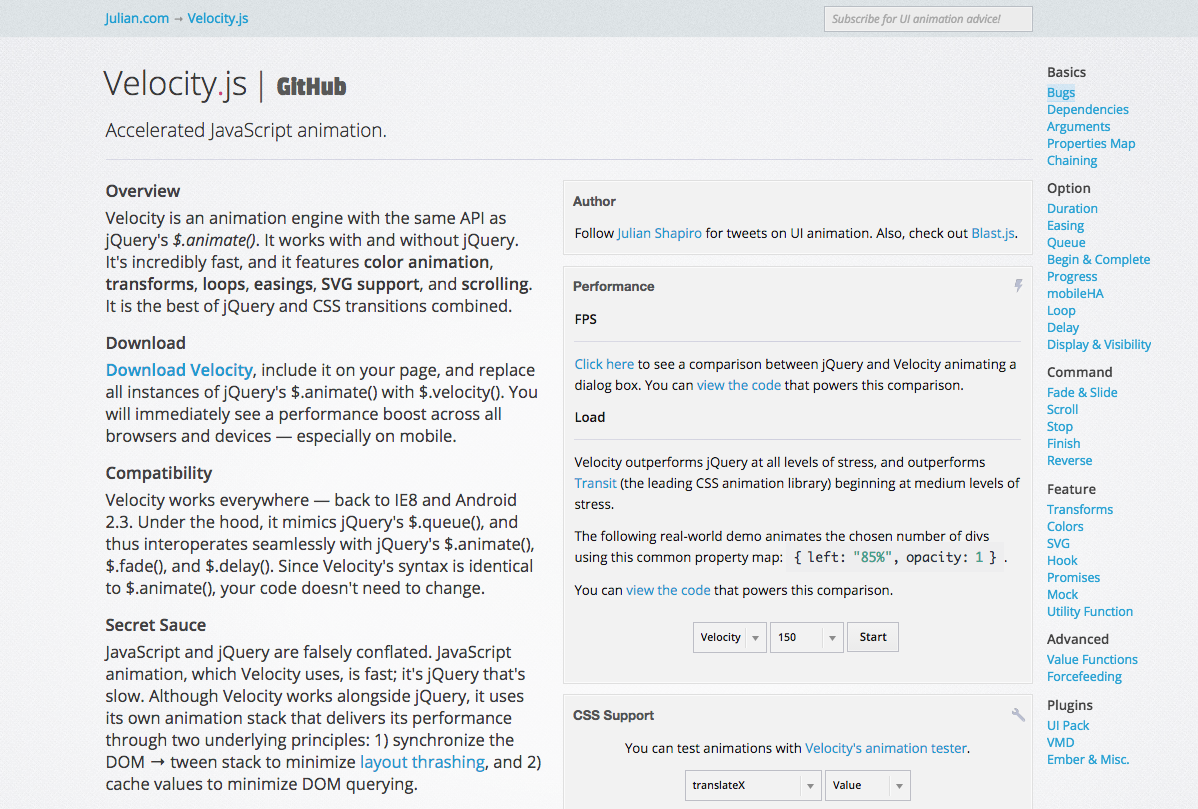 Julian.com → Velocity.js
Subscribe for UI animation advice!
Velocity.js | GitHub
Accelerated JavaScript animation.
Overview
Velocity is an animation engine with the same API as
jQuery's $.animate(). It works with and without jQuery.
It's incredibly fast, and it features color animation,
transforms, loops, easings, SVG support, and scrolling.
It is the best of jQuery and CSS transitions combined.
Download
Download Velocity, include it on your page, and replace
all instances of jQuery's $.animate() with $.velocity(). You
will immediately see a performance boost across all
browsers and devices — especially on mobile.
Compatibility
Velocity works everywhere — back to IE8 and Android
2.3. Under the hood, it mimics jQuery's $.queue(), and
thus interoperates seamlessly with jQuery's $.animate(),
$.fade(), and $.delay(). Since Velocity's syntax is identical
to $.animate(), your code doesn't need to change.
Secret Sauce
JavaScript and jQuery are falsely conflated. JavaScript
animation, which Velocity uses, is fast; it's jQuery that's
slow. Although Velocity works alongside jQuery, it uses
its own animation stack that delivers its performance
through two underlying principles: 1) synchronize the
DOM → tween stack to minimize layout thrashing, and 2)
cache values to minimize DOM querying.
Author
Follow Julian Shapiro for tweets on UI animation. Also, check out Blast.js.
Performance
FPS
Click here to see a comparison between jQuery and Velocity animating a
dialog box. You can view the code that powers this comparison.
Load
Velocity outperforms jQuery at all levels of stress, and outperforms
Transit (the leading CSS animation library) beginning at medium levels of
stress.
The following real-world demo animates the chosen number of divs
using this common property map: { left: "85%", opacity: 1 } .
You can view the code that powers this comparison.
Velocity 150 Start
CSS Support
You can test animations with Velocity's animation tester.
translateX Value
Basics
Bugs
Dependencies
Arguments
Properties Map
Chaining
Option
Duration
Easing
Queue
Begin & Complete
Progress
mobileHA
Loop
Delay
Display & Visibility
Command
Fade & Slide
Scroll
Stop
Finish
Reverse
Feature
Transforms
Colors
SVG
Hook
Promises
Mock
Utility Function
Advanced
Value Functions
Forcefeeding
Plugins
UI Pack
VMD
Ember & Misc.